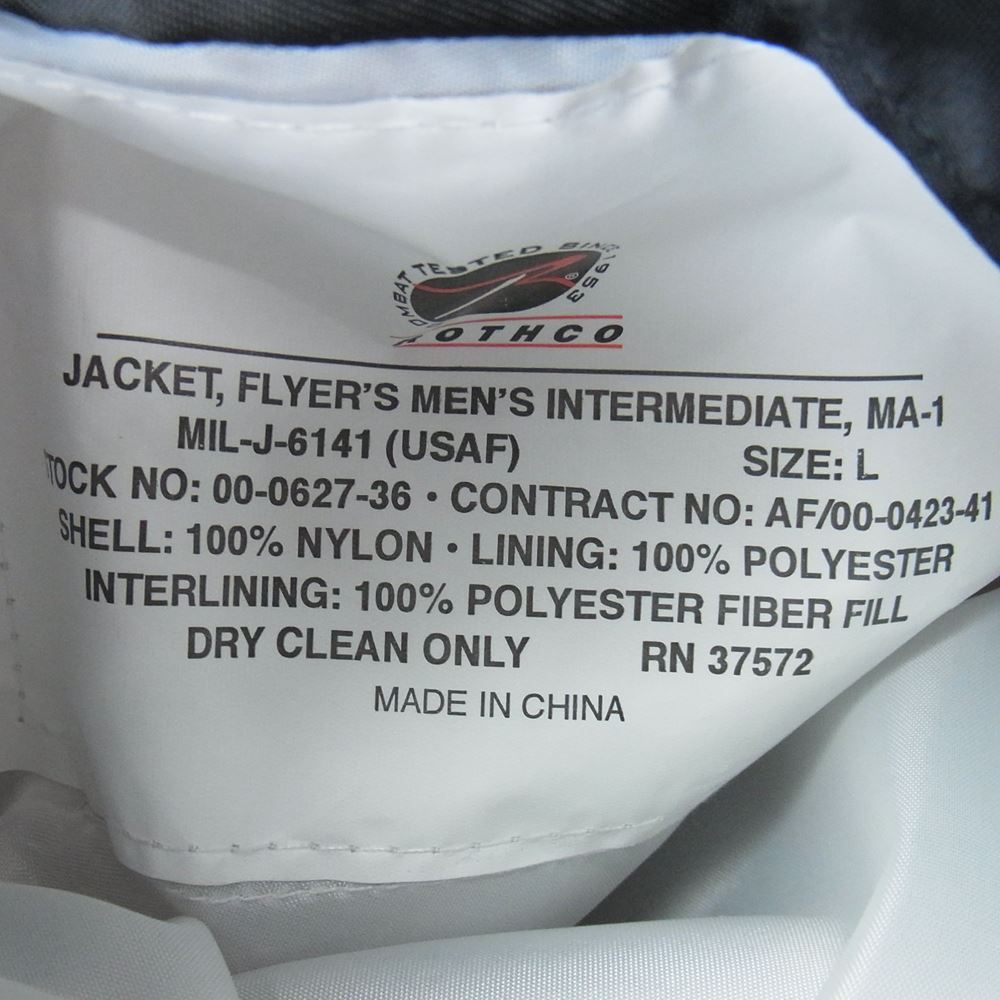 COMBAT TESTED SINCE 1953
ROTHCO
JACKET, FLYER'S MEN'S INTERMEDIATE, MA-1
MIL-J-6141 (USAF) SIZE: L
STOCK NO: 00-0627-36 • CONTRACT NO: AF/00-0423-41
SHELL: 100% NYLON • LINING: 100% POLYESTER
INTERLINING: 100% POLYESTER FIBER FILL
DRY CLEAN ONLY RN 37572
MADE IN CHINA